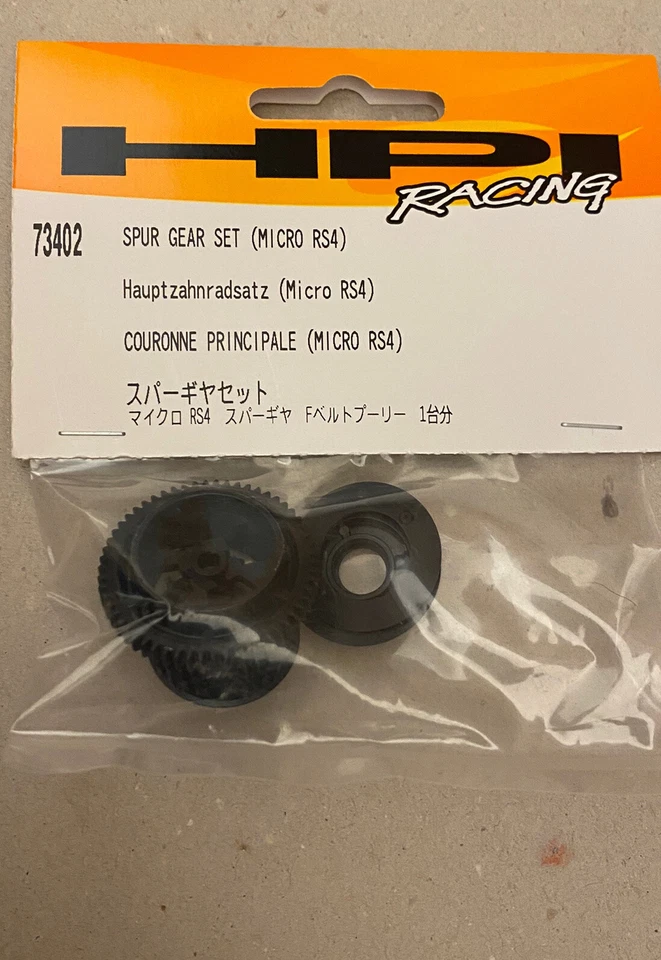 HPI
RACING
73402
SPUR GEAR SET (MICRO RS4)
Hauptzahnradsatz (Micro RS4)
COURONNE PRINCIPALE (MICRO RS4)
スパーギヤセット
マイクロ RS4 スパーギヤ Fベルトプーリー 1台分